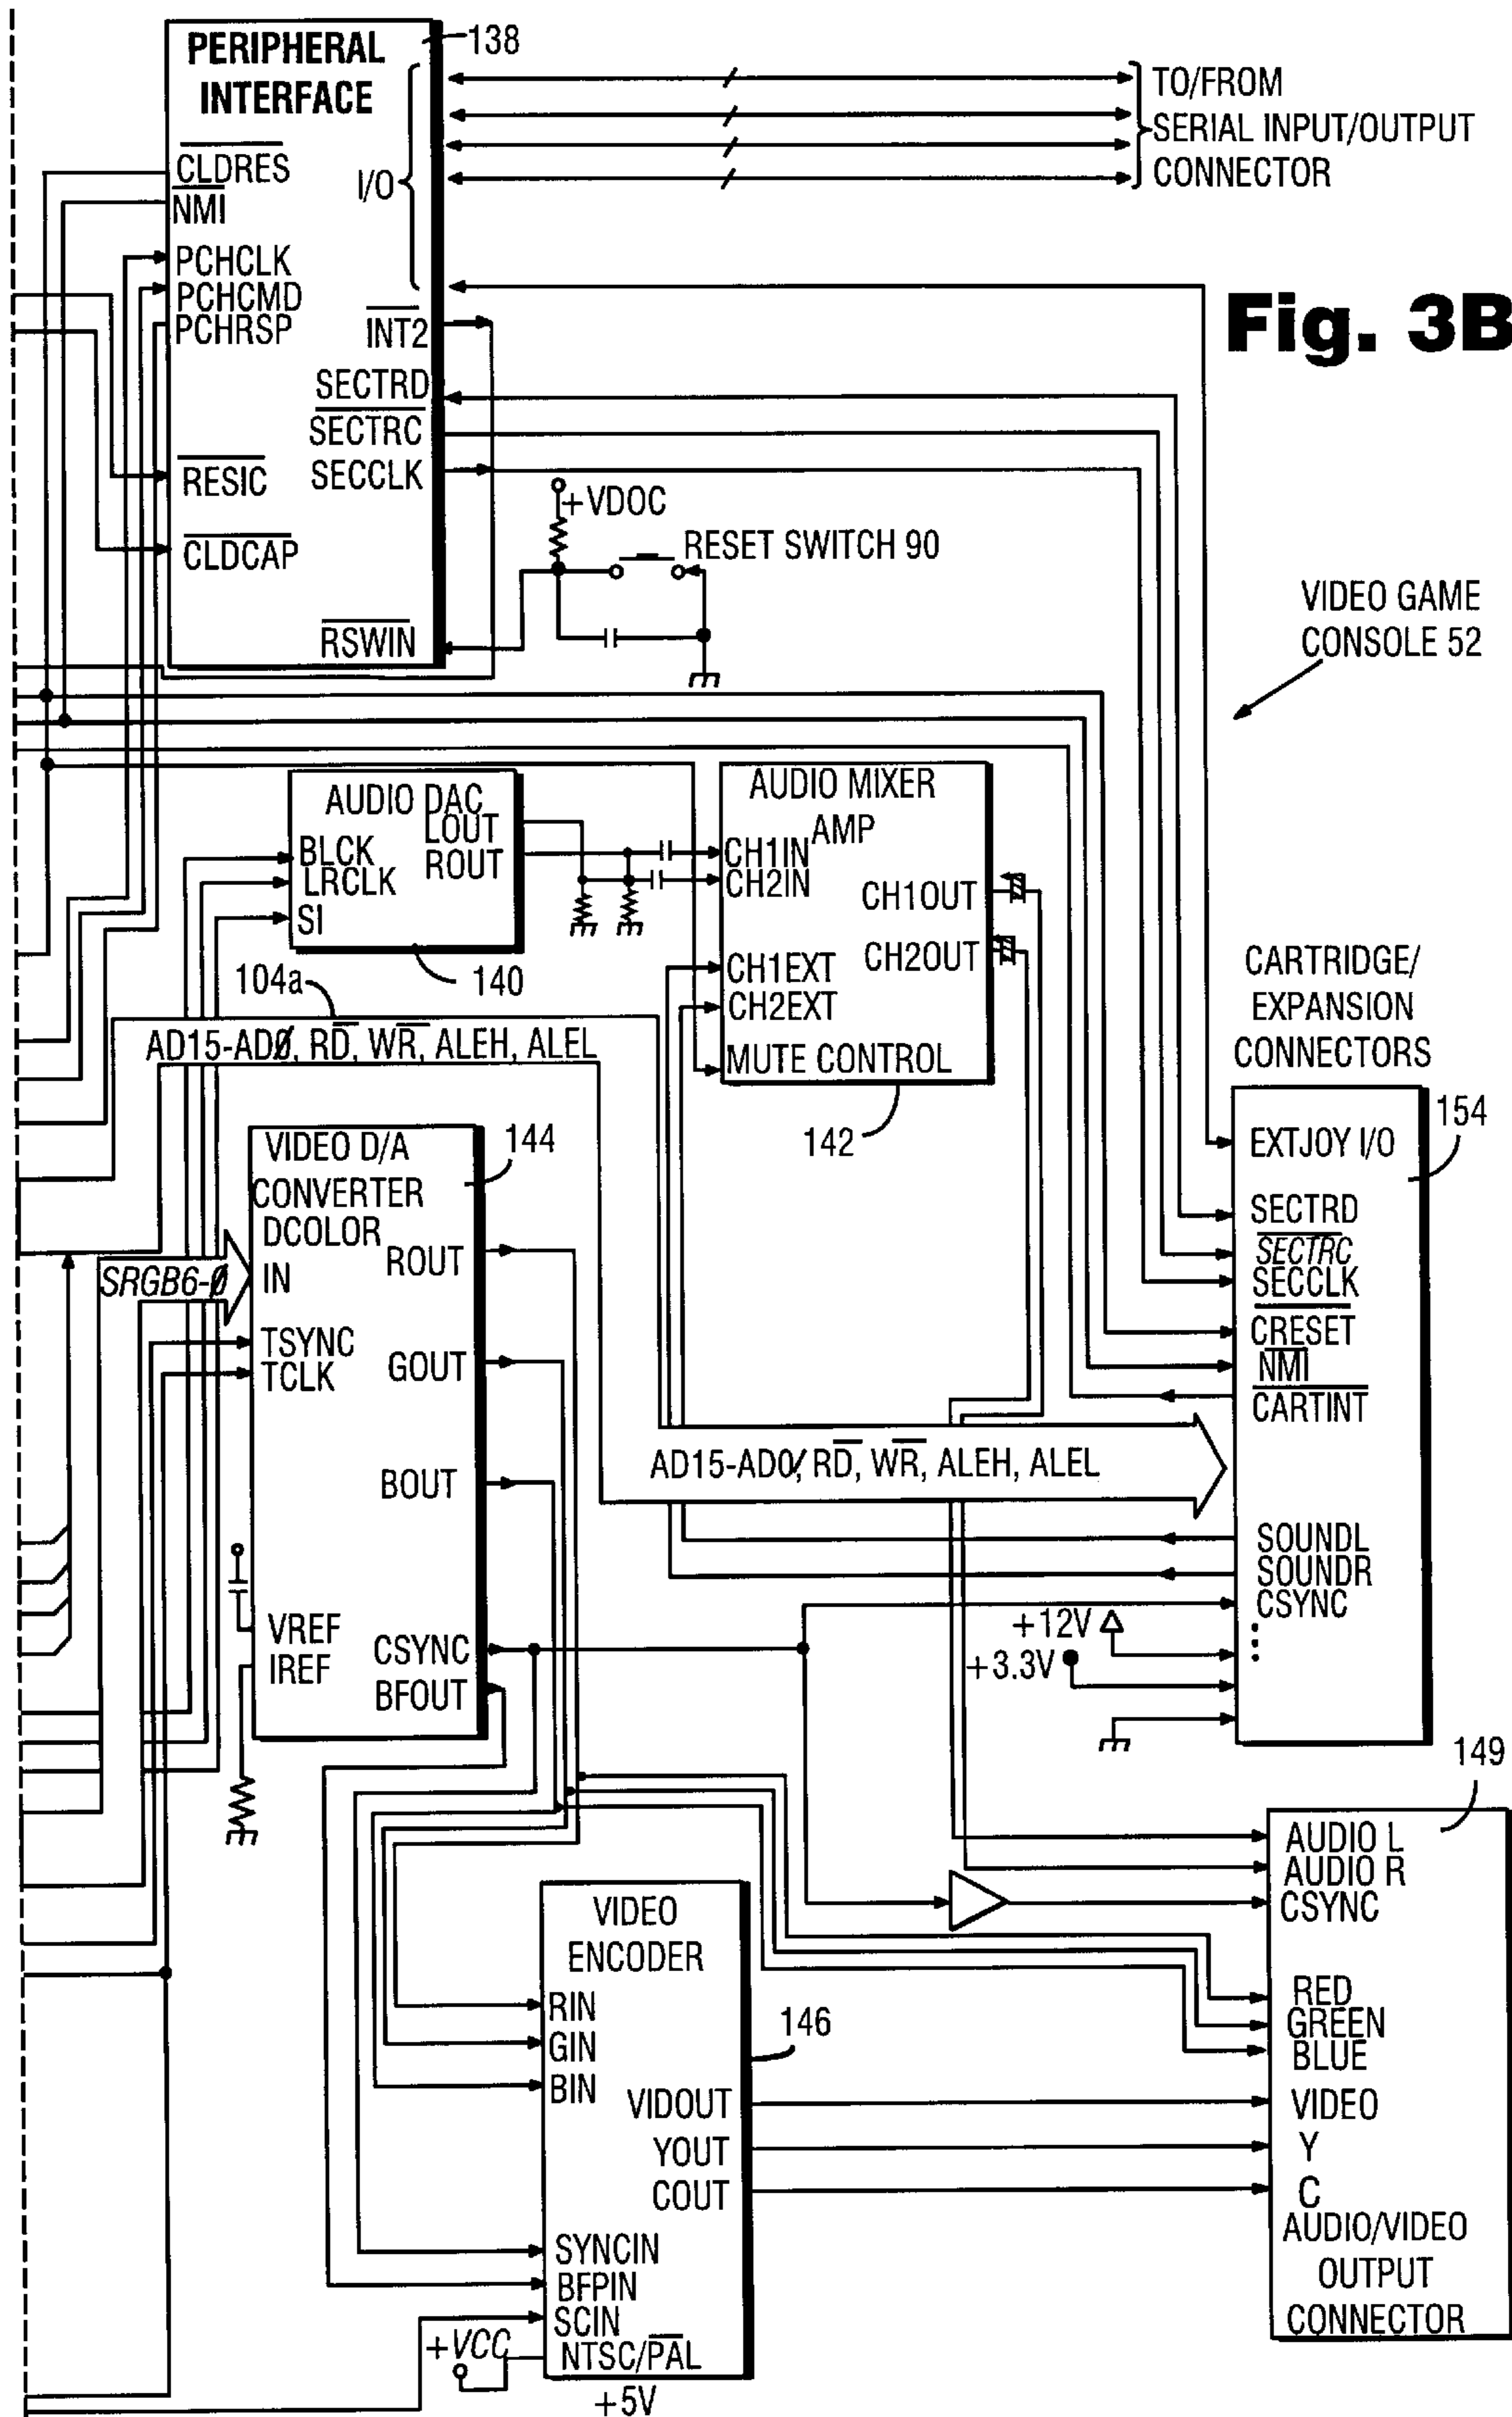 PERIPHERAL
INTERFACE
138
TO/FROM
SERIAL INPUT/OUTPUT
CONNECTOR
CLDRES
NMI
I/O
PCHCLK
PCHCMD
PCHRSP
INT2
SECTRD
SECTRC
SECCLK
RESIC
CLDCAP
RSWIN
Fig. 3B
+VDOC
RESET SWITCH 90
VIDEO GAME
CONSOLE 52
AUDIO DAC
LOUT
ROUT
BLCK
LRCLK
SI
140
AUDIO MIXER
AMP
CH1IN
CH2IN
CH1OUT
CH2OUT
CH1EXT
CH2EXT
MUTE CONTROL
142
104a
AD15-AD0, RD, WR, ALEH, ALEL
CARTRIDGE/
EXPANSION
CONNECTORS
154
EXTJOY I/O
SECTRD
SECTRC
SECCLK
CRESET
NMI
CARTINT
AD15-AD0, RD, WR, ALEH, ALEL
SOUNDL
SOUNDR
CSYNC
+12V
+3.3V
VIDEO D/A
CONVERTER
DCOLOR
IN
144
SRGB6-0
TSYNC
TCLK
ROUT
GOUT
BOUT
VREF
IREF
CSYNC
BFOUT
149
AUDIO L
AUDIO R
CSYNC
RED
GREEN
BLUE
VIDEO
Y
C
AUDIO/VIDEO
OUTPUT
CONNECTOR
VIDEO
ENCODER
146
RIN
GIN
BIN
VIDOUT
YOUT
COUT
SYNCIN
BFPIN
SCIN
NTSC/PAL
+VCC
+5V